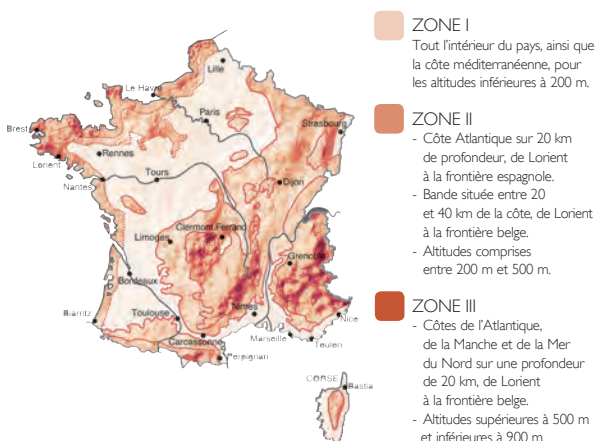 Lille
Le Havre
Paris
Brest
Strasbourg
Rennes
Lorient
Tours
Nantes
Dijon
Clermont.Ferrand
Limoges
Grenoble
Bordeaux
Biarritz
Toulouse
Nimes
Nice
Carcassonne
Marseille
Toulen
Perpignan
CORSE
Bastia
ZONE I
Tout l'intérieur du pays, ainsi que
la côte méditerranéenne, pour
les altitudes inférieures à 200 m.
ZONE II
- Côte Atlantique sur 20 km
de profondeur, de Lorient
à la frontière espagnole.
- Bande située entre 20
et 40 km de la côte, de Lorient
à la frontière belge.
- Altitudes comprises
entre 200 m et 500 m.
ZONE III
- Côtes de l'Atlantique,
de la Manche et de la Mer
du Nord sur une profondeur
de 20 km, de Lorient
à la frontière belge.
- Altitudes supérieures à 500 m
et inférieures à 900 m.